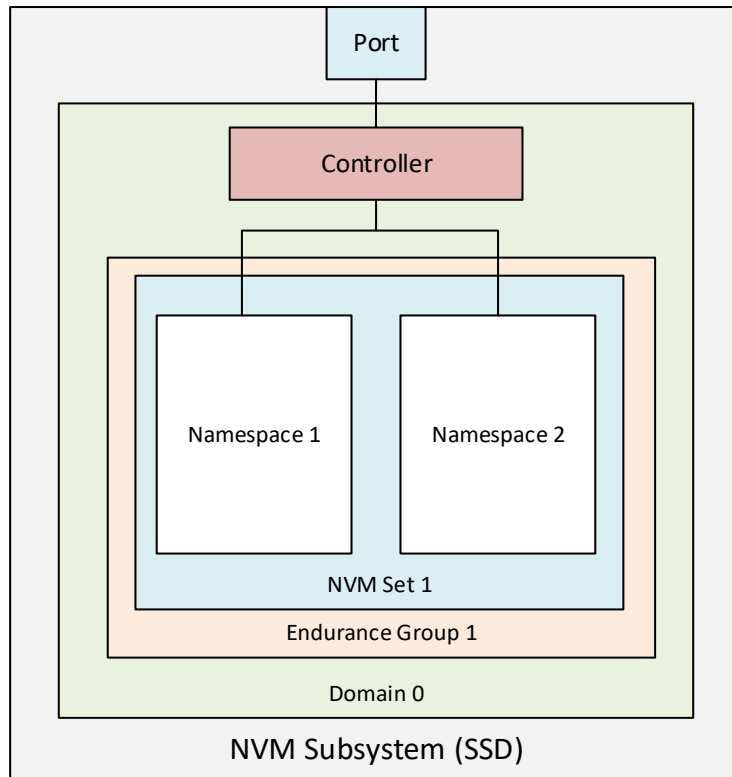 Port
Controller
Namespace 1
Namespace 2
NVM Set 1
Endurance Group 1
Domain 0
NVM Subsystem (SSD)